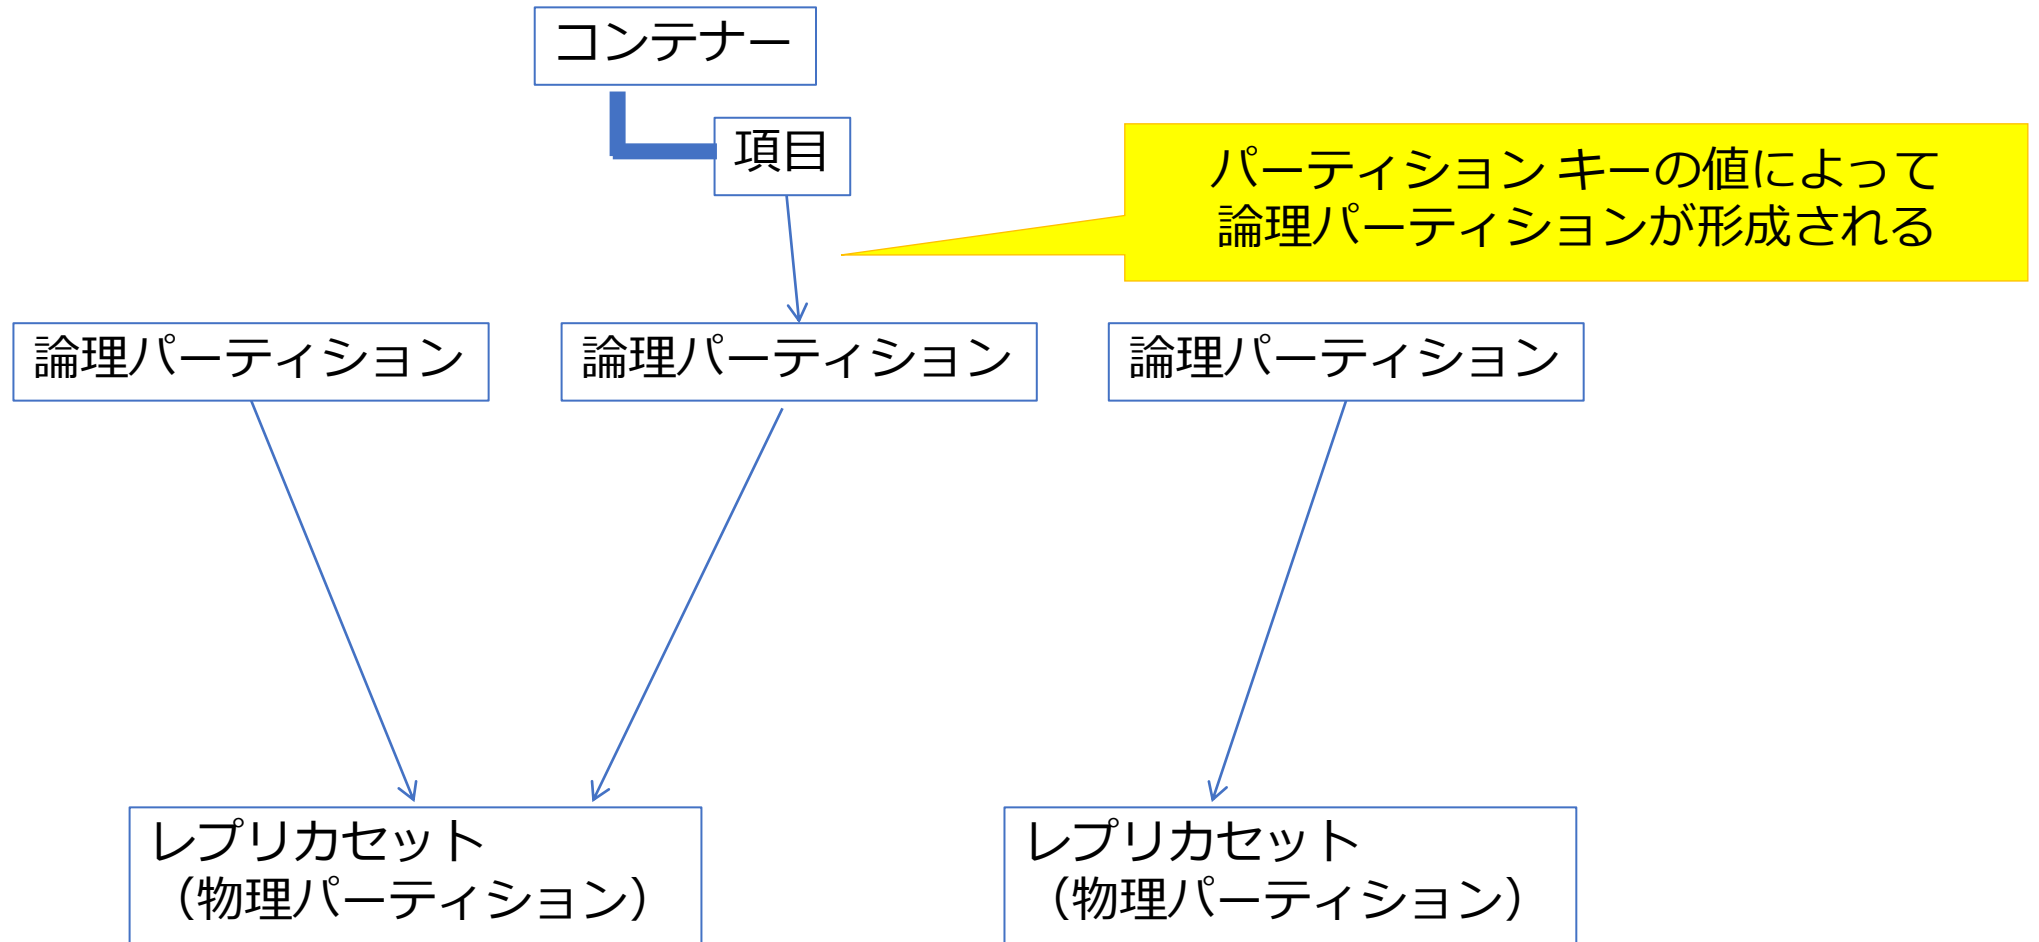 コンテナー
項目
パーティション キーの値によって
論理パーティションが形成される
論理パーティション
論理パーティション
論理パーティション
レプリカセット
（物理パーティション）
レプリカセット
（物理パーティション）